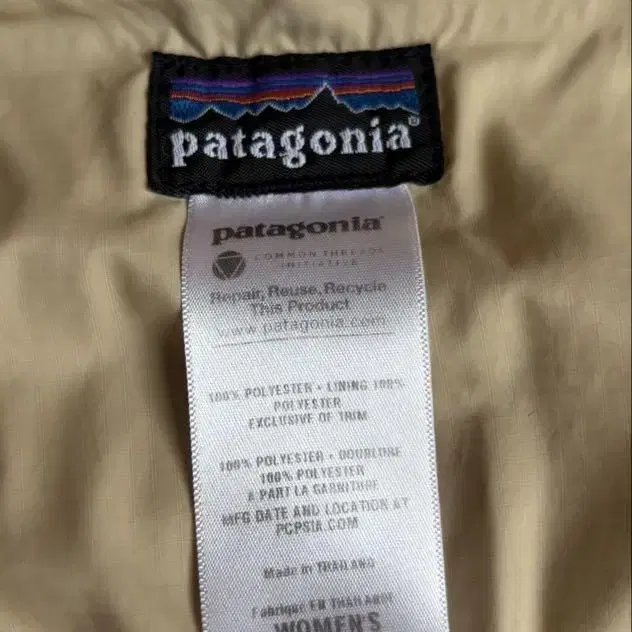 patagonia®
patagonia
COMMON THREADS
INITIATIVE
Repair, Reuse, Recycle
This Product
www.patagonia.com
100% POLYESTER • LINING 100%
POLYESTER
EXCLUSIVE OF TRIM
100% POLYESTER • DOUBLURE
100% POLYESTER
À PART LA GARNITURE
MFG DATE AND LOCATION AT
PCPSIA.COM
Made in THAILAND
Fabriqué EN THAILANDE
WOMEN'S